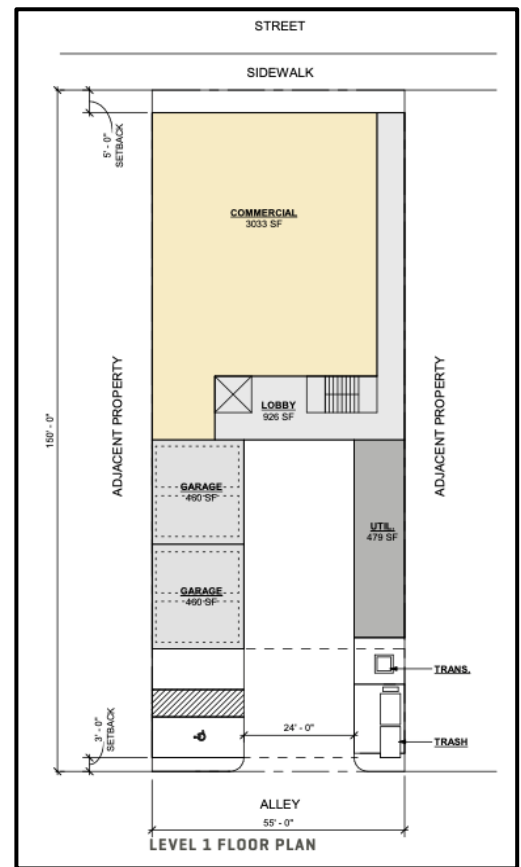 STREET
SIDEWALK
5' - 0"
SETBACK
COMMERCIAL
3033 SF
ADJACENT PROPERTY
ADJACENT PROPERTY
150' - 0"
LOBBY
926 SF
GARAGE
460 SF
UTIL.
479 SF
GARAGE
460 SF
TRANS.
3' - 0"
SETBACK
24' - 0"
TRASH
ALLEY
55' - 0"
LEVEL 1 FLOOR PLAN